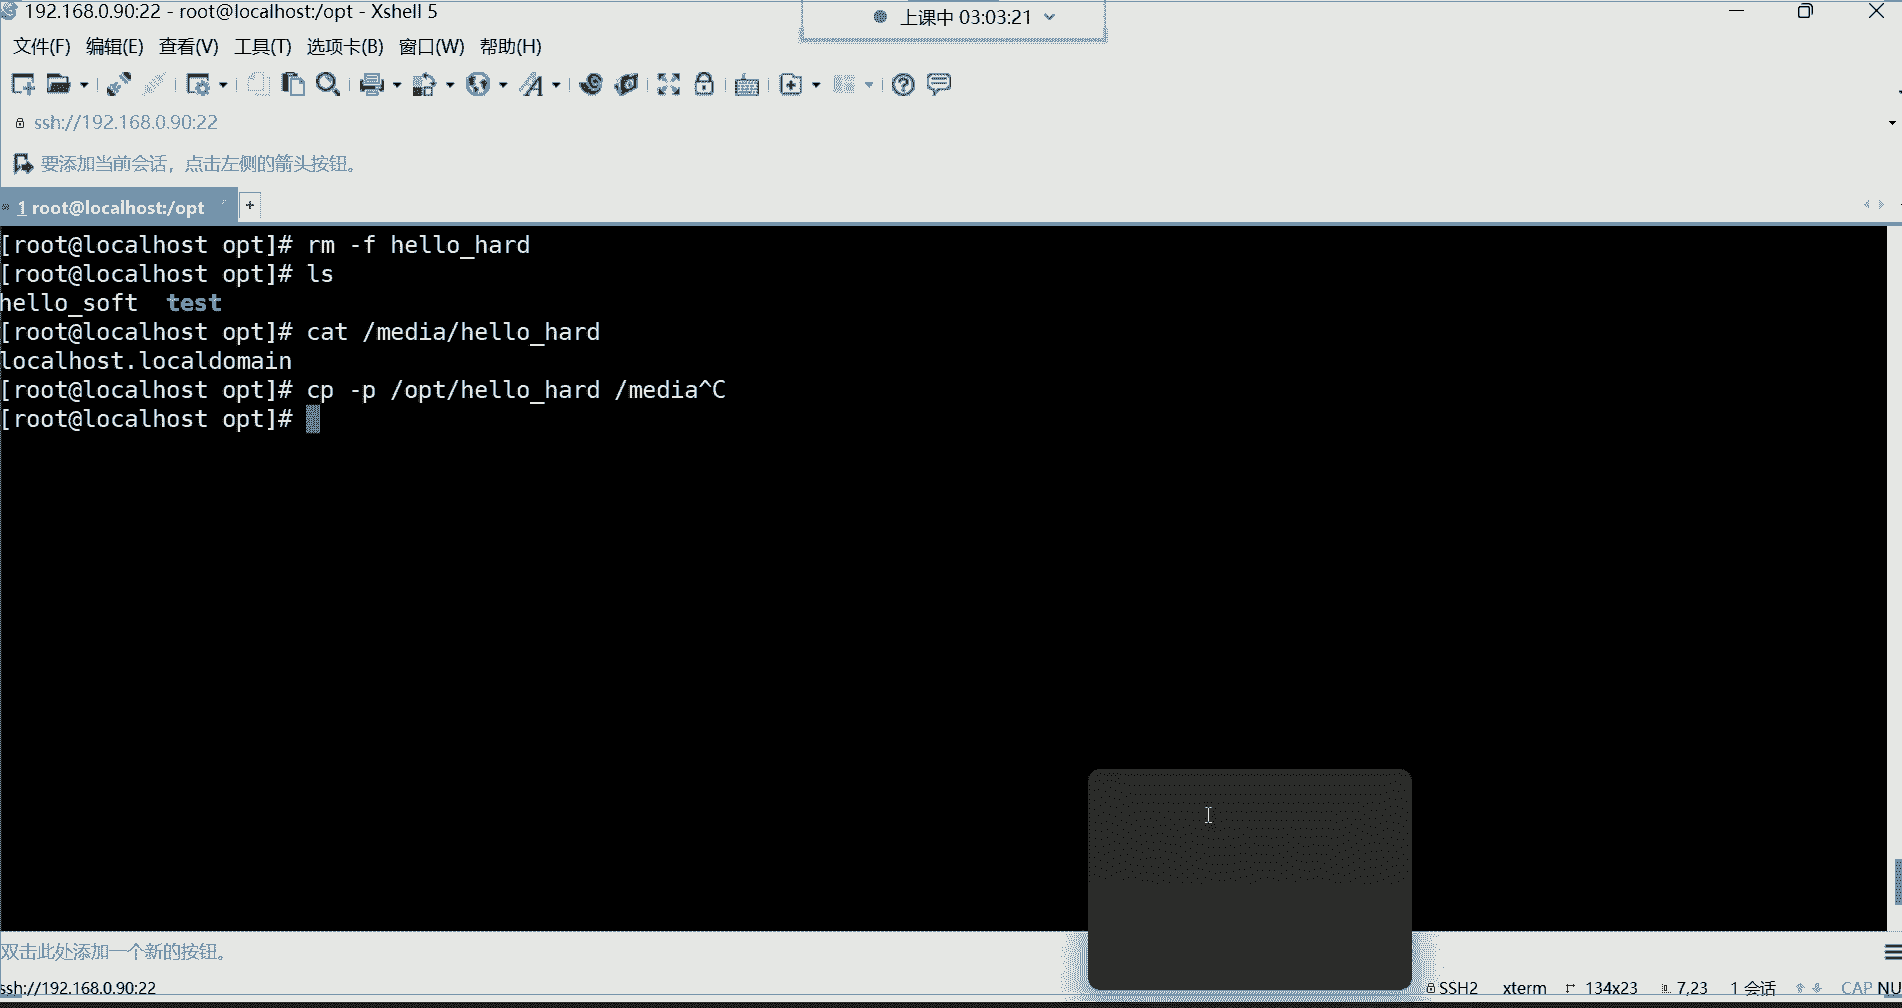 192.168.0.90:22 - root@localhost:/opt - Xshell 5
上课中 03:03:21
文件(F) 编辑(E) 查看(V) 工具(T) 选项卡(B) 窗口(W) 帮助(H)
ssh://192.168.0.90:22
要添加当前会话，点击左侧的箭头按钮。
1 root@localhost:/opt
[root@localhost opt]# rm -f hello_hard
[root@localhost opt]# ls
hello_soft  test
[root@localhost opt]# cat /media/hello_hard
localhost.localdomain
[root@localhost opt]# cp -p /opt/hello_hard /media^C
[root@localhost opt]#
双击此处添加一个新的按钮。
ssh://192.168.0.90:22 SSH2 xterm 134x23 7,23 1 会话 CAP NU